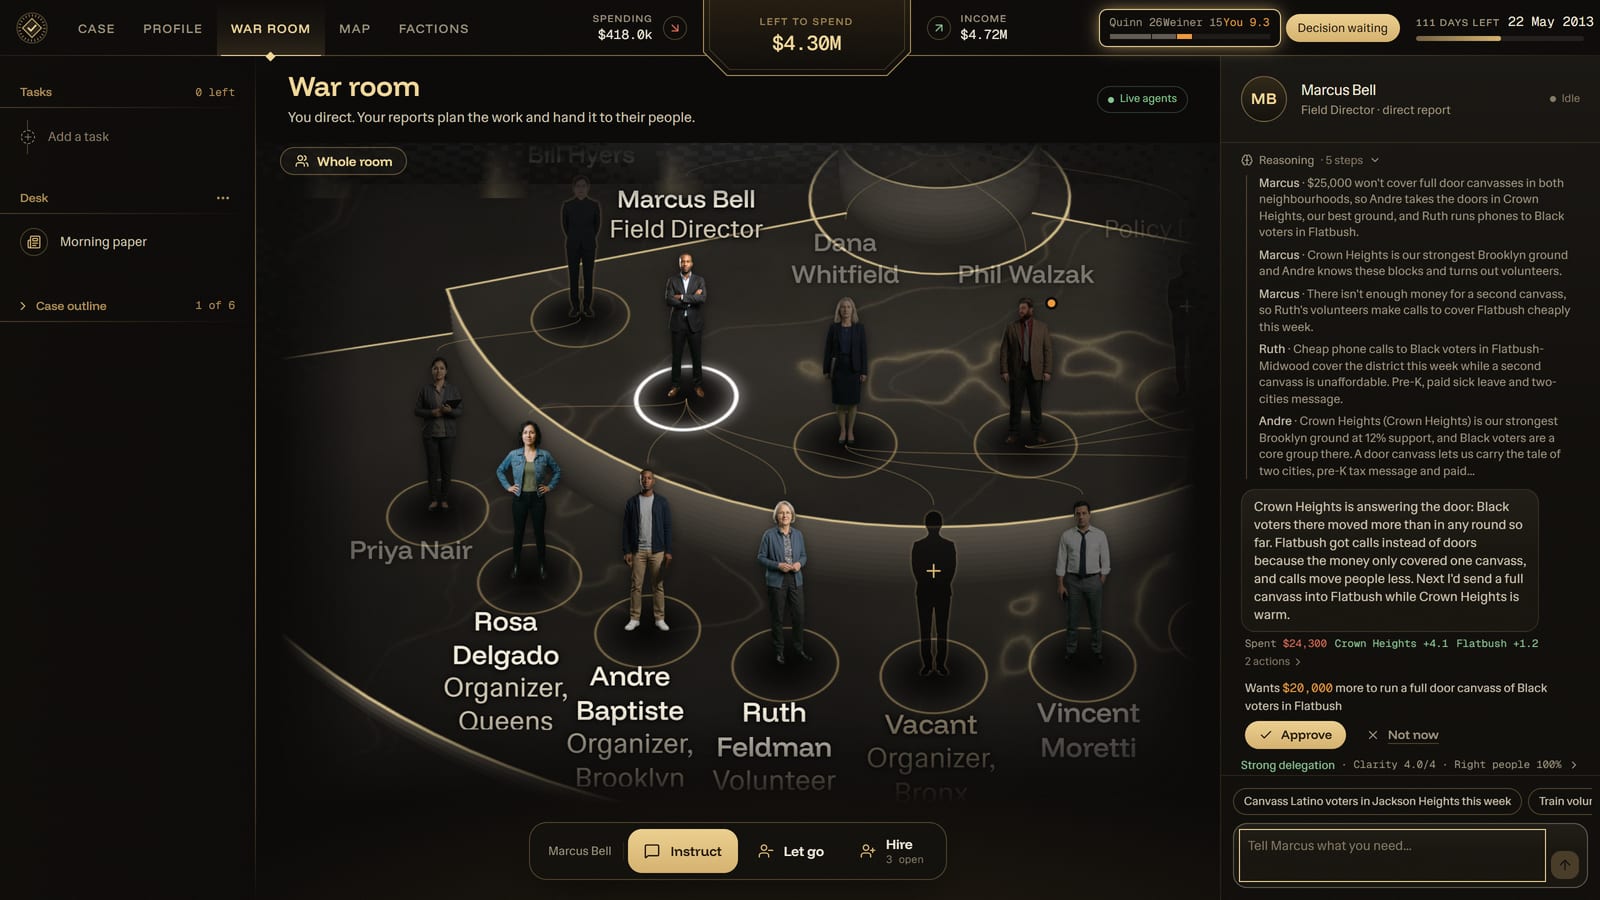 CASE
PROFILE
WAR ROOM
MAP
FACTIONS
SPENDING
$418.0k
LEFT TO SPEND
$4.30M
INCOME
$4.72M
Quinn 26 Weiner 15 You 9.3
Decision waiting
111 DAYS LEFT 22 May 2013
Tasks 0 left
Add a task
Desk
Morning paper
Case outline 1 of 6
War room
You direct. Your reports plan the work and hand it to their people.
Live agents
Whole room
Bill Hyers
Marcus Bell
Field Director
Dana
Whitfield
Phil Walzak
Policy D
Priya Nair
Rosa
Delgado
Organizer,
Queens
Andre
Baptiste
Organizer,
Brooklyn
Ruth
Feldman
Volunteer
Vacant
Organizer,
Bronx
Vincent
Moretti
Marcus Bell
Instruct
Let go
Hire
3 open
MB
Marcus Bell
Field Director · direct report
Idle
Reasoning · 5 steps
Marcus · $25,000 won't cover full door canvasses in both
neighbourhoods, so Andre takes the doors in Crown
Heights, our best ground, and Ruth runs phones to Black
voters in Flatbush.
Marcus · Crown Heights is our strongest Brooklyn ground
and Andre knows these blocks and turns out volunteers.
Marcus · There isn't enough money for a second canvass,
so Ruth's volunteers make calls to cover Flatbush cheaply
this week.
Ruth · Cheap phone calls to Black voters in Flatbush-
Midwood cover the district this week while a second
canvass is unaffordable. Pre-K, paid sick leave and two-
cities message.
Andre · Crown Heights (Crown Heights) is our strongest
Brooklyn ground at 12% support, and Black voters are a
core group there. A door canvass lets us carry the tale of
two cities, pre-K tax message and paid...
Crown Heights is answering the door: Black
voters there moved more than in any round so
far. Flatbush got calls instead of doors
because the money only covered one canvass,
and calls move people less. Next I'd send a full
canvass into Flatbush while Crown Heights is
warm.
Spent $24,300 Crown Heights +4.1 Flatbush +1.2
2 actions
Wants $20,000 more to run a full door canvass of Black
voters in Flatbush
Approve
Not now
Strong delegation · Clarity 4.0/4 · Right people 100%
Canvass Latino voters in Jackson Heights this week
Train volun
Tell Marcus what you need...